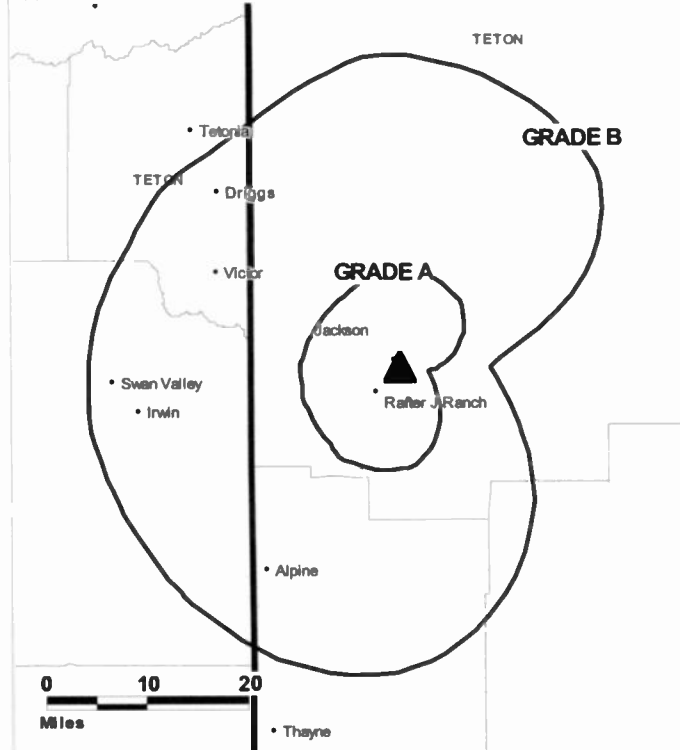 TETON
GRADE B
Tetonia
TETON
Driggs
Victor
GRADE A
Jackson
Swan Valley
Rafter J Ranch
Irwin
Alpine
0 10 20
Miles
Thayne